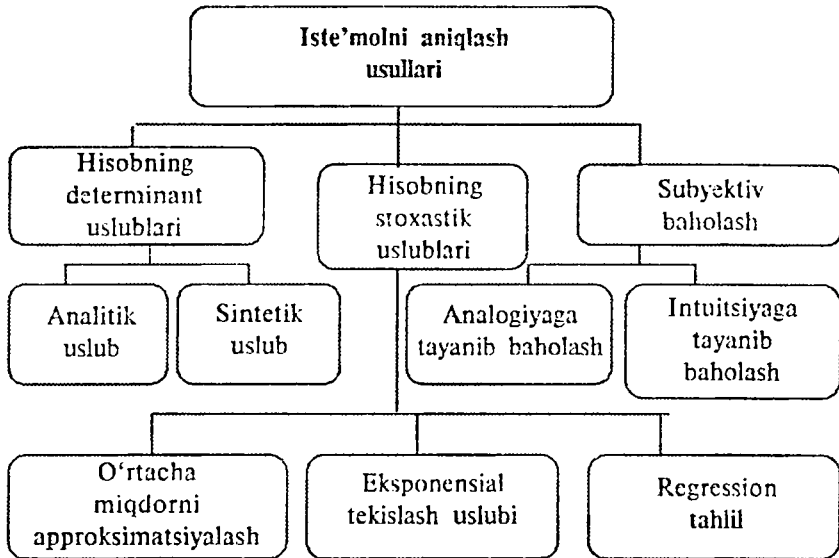 Iste’molni aniqlash
usullari
Hisobning
determinant
uslublari
Hisobning
stoxastik
uslublari
Subyektiv
baholash
Analitik
uslub
Sintetik
uslub
Analogiyaga
tayanib baholash
Intuitsiyaga
tayanib
baholash
O‘rtacha
miqdorni
approksimatsiyalash
Eksponensial
tekislash uslubi
Regression
tahlil